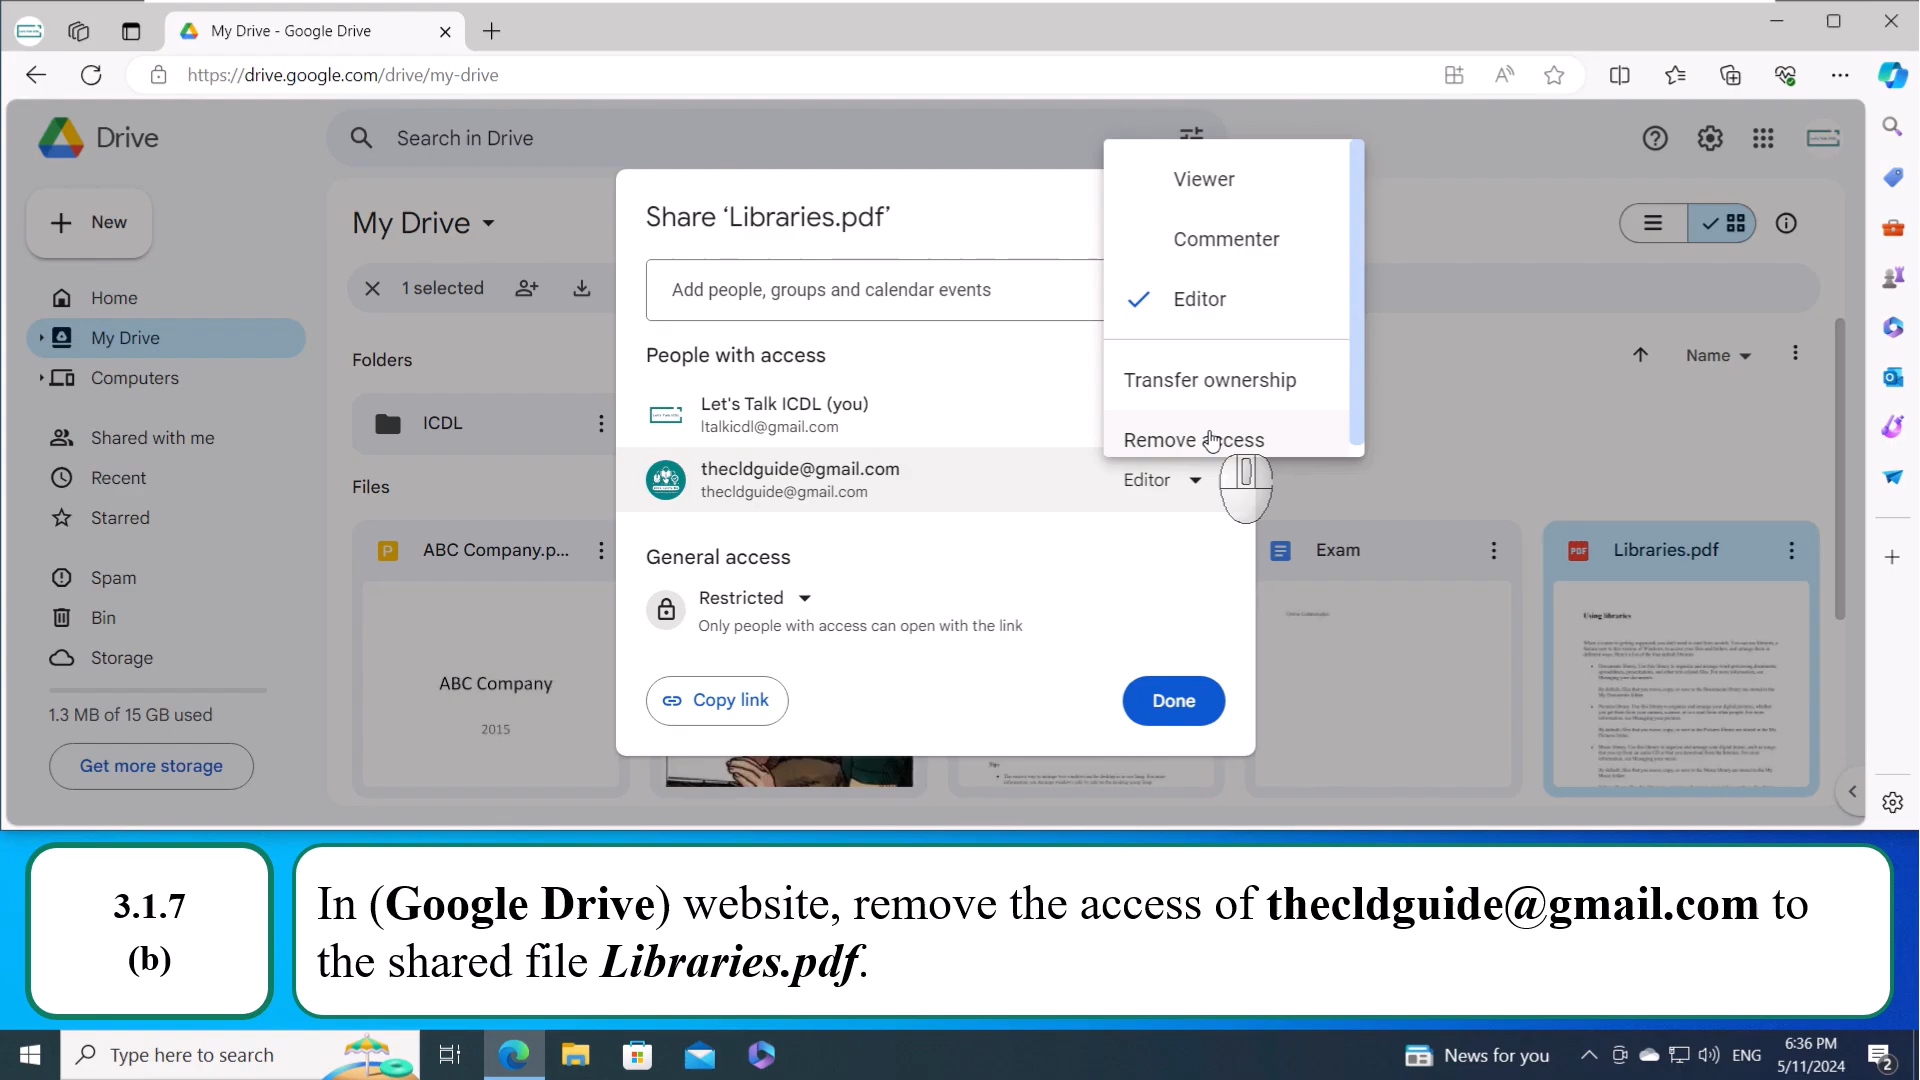 My Drive - Google Drive
https://drive.google.com/drive/my-drive
Drive
Search in Drive
New
Home
My Drive
Computers
Shared with me
Recent
Starred
Spam
Bin
Storage
1.3 MB of 15 GB used
Get more storage
My Drive
1 selected
Folders
ICDL
Files
ABC Company.p...
ABC Company
2015
Name
Exam
Libraries.pdf
PDF
Using libraries
Share ‘Libraries.pdf’
Add people, groups and calendar events
People with access
Let's Talk ICDL (you)
ltalkicdl@gmail.com
thecldguide@gmail.com
thecldguide@gmail.com
Editor
General access
Restricted
Only people with access can open with the link
Copy link
Done
Viewer
Commenter
Editor
Transfer ownership
Remove access
3.1.7
(b)
In (Google Drive) website, remove the access of thecldguide@gmail.com to
the shared file Libraries.pdf.
Type here to search
News for you
ENG
6:36 PM
5/11/2024
2